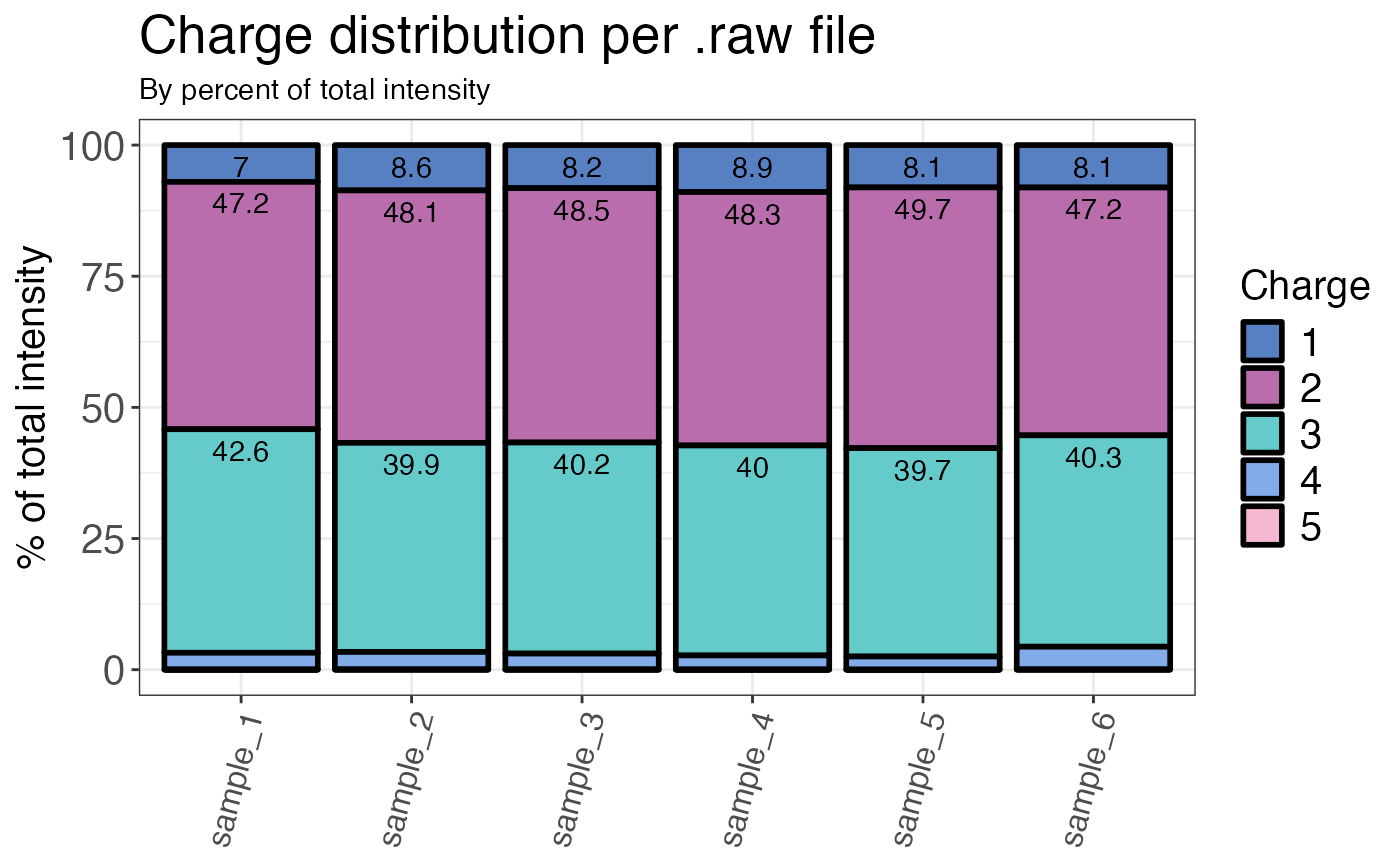 Charge distribution per .raw file
By percent of total intensity
% of total intensity
100
75
50
25
0
7 8.6 8.2 8.9 8.1 8.1
47.2 48.1 48.5 48.3 49.7 47.2
42.6 39.9 40.2 40 39.7 40.3
sample_1 sample_2 sample_3 sample_4 sample_5 sample_6
Charge
1
2
3
4
5